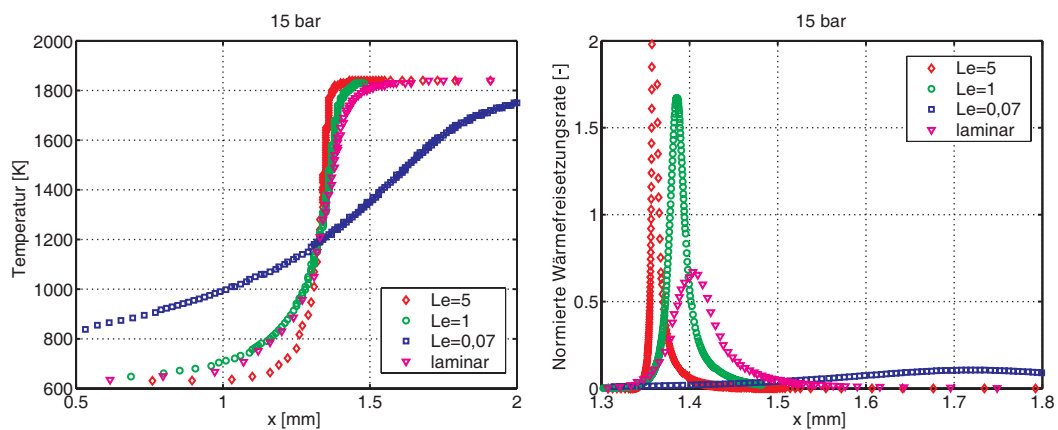 15 bar
2000
1800
1600
1400
1200
1000
800
600
Temperatur [K]
0.5
1
1.5
2
x [mm]
Le=5
Le=1
Le=0,07
laminar
15 bar
2
1.5
1
0.5
0
Normierte Wärmefreisetzungsrate [-]
1.3
1.4
1.5
1.6
1.7
1.8
x [mm]
Le=5
Le=1
Le=0,07
laminar